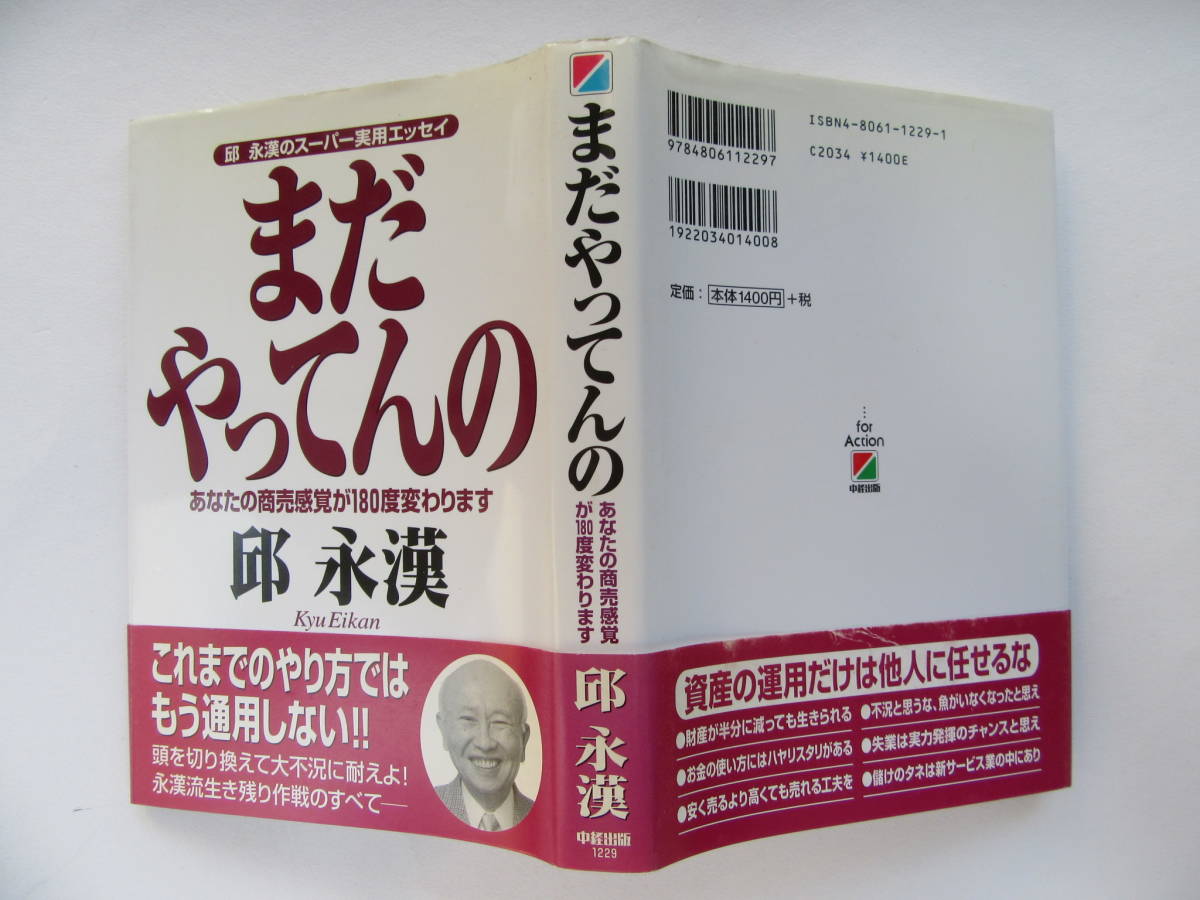 邱 永漢のスーパー実用エッセイ
まだ
やってんの
あなたの商売感覚が180度変わります
邱 永漢
Kyu Eikan
これまでのやり方では
もう通用しない!!
頭を切り換えて大不況に耐えよ!
永漢流生き残り作戦のすべて──
まだやってんの
あなたの商売感覚
が180度変わります
邱 永漢
中経出版
1229
9784806112297
ISBN4-8061-1229-1
C2034 ¥1400E
1922034014008
定価：本体1400円+税
…
for
Action
中経出版
資産の運用だけは他人に任せるな
●財産が半分に減っても生きられる
●お金の使い方にはハヤリスタリがある
●安く売るより高くても売れる工夫を
●不況と思うな、魚がいなくなったと思え
●失業は実力発揮のチャンスと思え
●儲けのタネは新サービス業の中にあり